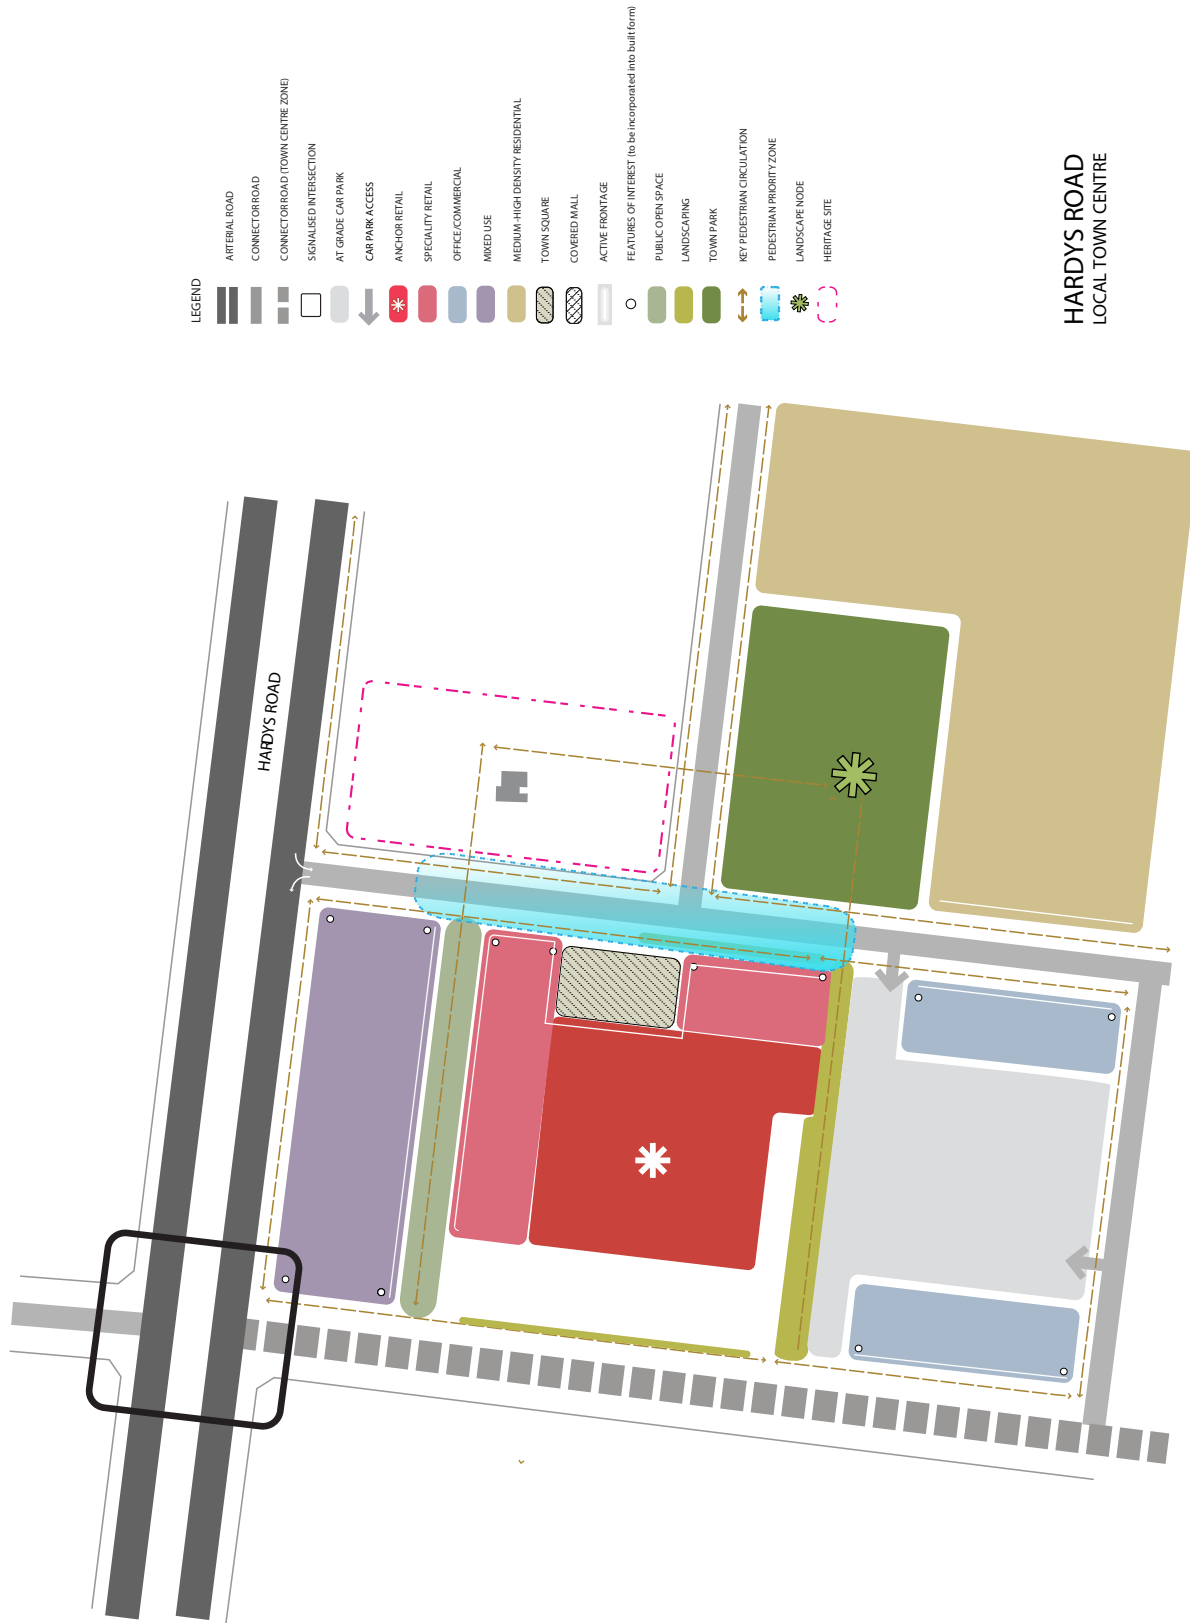 LEGEND
ARTERIAL ROAD
CONNECTOR ROAD
CONNECTOR ROAD (TOWN CENTRE ZONE)
SIGNALISED INTERSECTION
AT GRADE CAR PARK
CAR PARK ACCESS
ANCHOR RETAIL
SPECIALITY RETAIL
OFFICE/COMMERCIAL
MIXED USE
MEDIUM-HIGH DENSITY RESIDENTIAL
TOWN SQUARE
COVERED MALL
ACTIVE FRONTAGE
FEATURES OF INTEREST (to be incorporated into built form)
PUBLIC OPEN SPACE
LANDSCAPING
TOWN PARK
KEY PEDESTRIAN CIRCULATION
PEDESTRIAN PRIORITY ZONE
LANDSCAPE NODE
HERITAGE SITE
HARDYS ROAD
LOCAL TOWN CENTRE
HARDYS ROAD